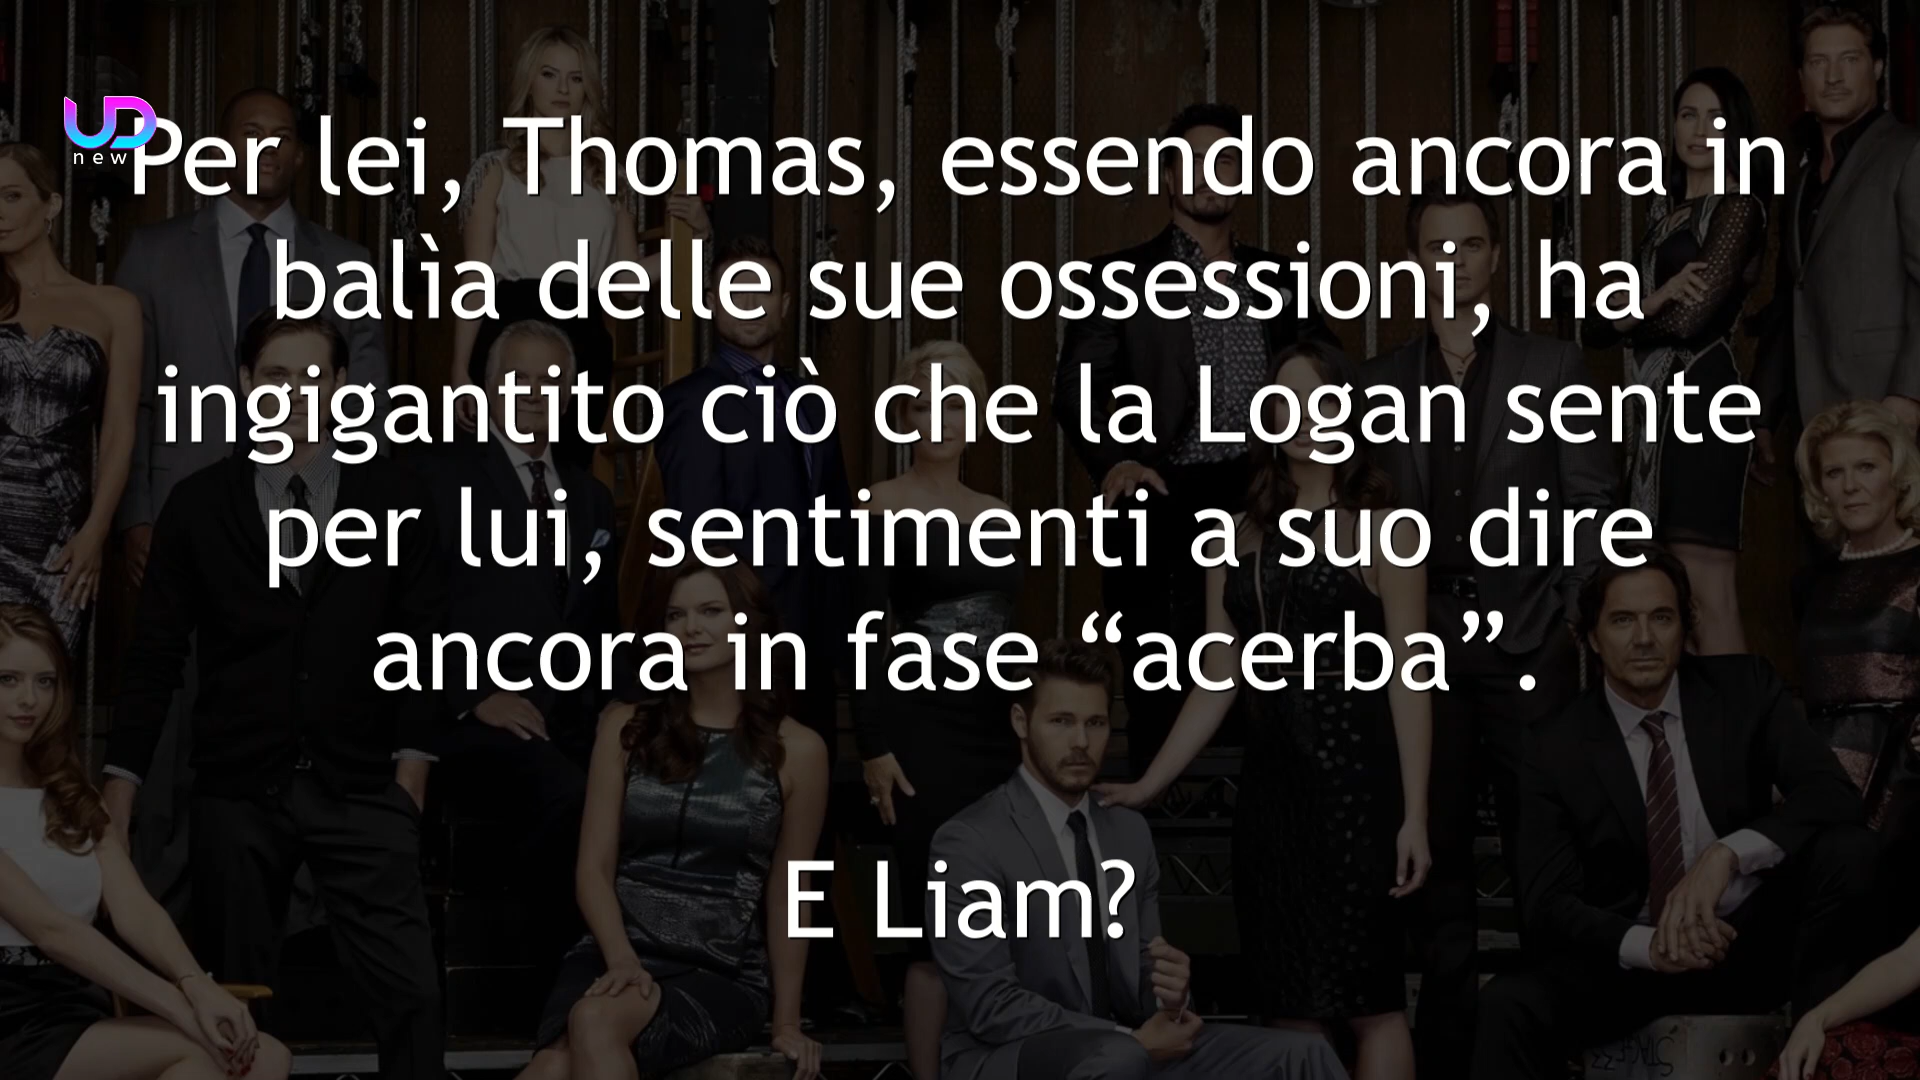 UD
new
Per lei, Thomas, essendo ancora in
balìa delle sue ossessioni, ha
ingigantito ciò che la Logan sente
per lui, sentimenti a suo dire
ancora in fase “acerba”.
E Liam?